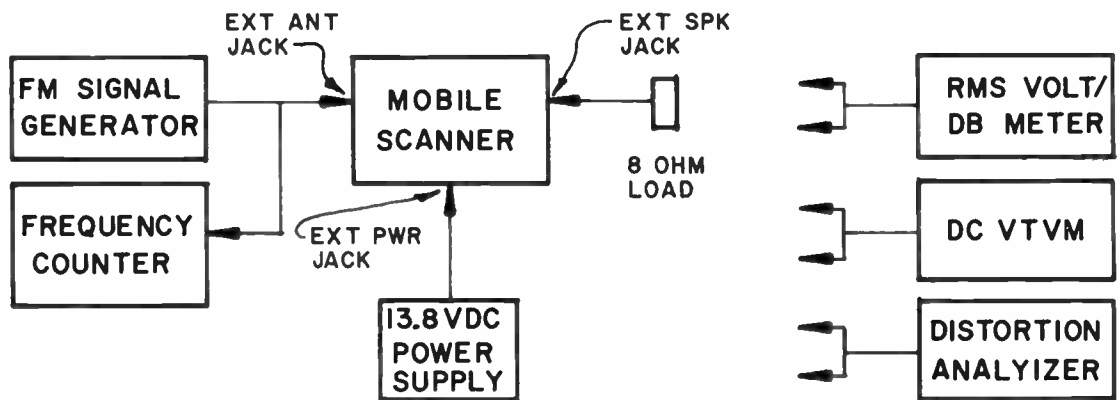 EXT ANT
JACK
EXT SPK
JACK
FM SIGNAL
GENERATOR
MOBILE
SCANNER
RMS VOLT/
DB METER
8 OHM
LOAD
FREQUENCY
COUNTER
EXT PWR
JACK
DC VTVM
13.8 VDC
POWER
SUPPLY
DISTORTION
ANALYIZER